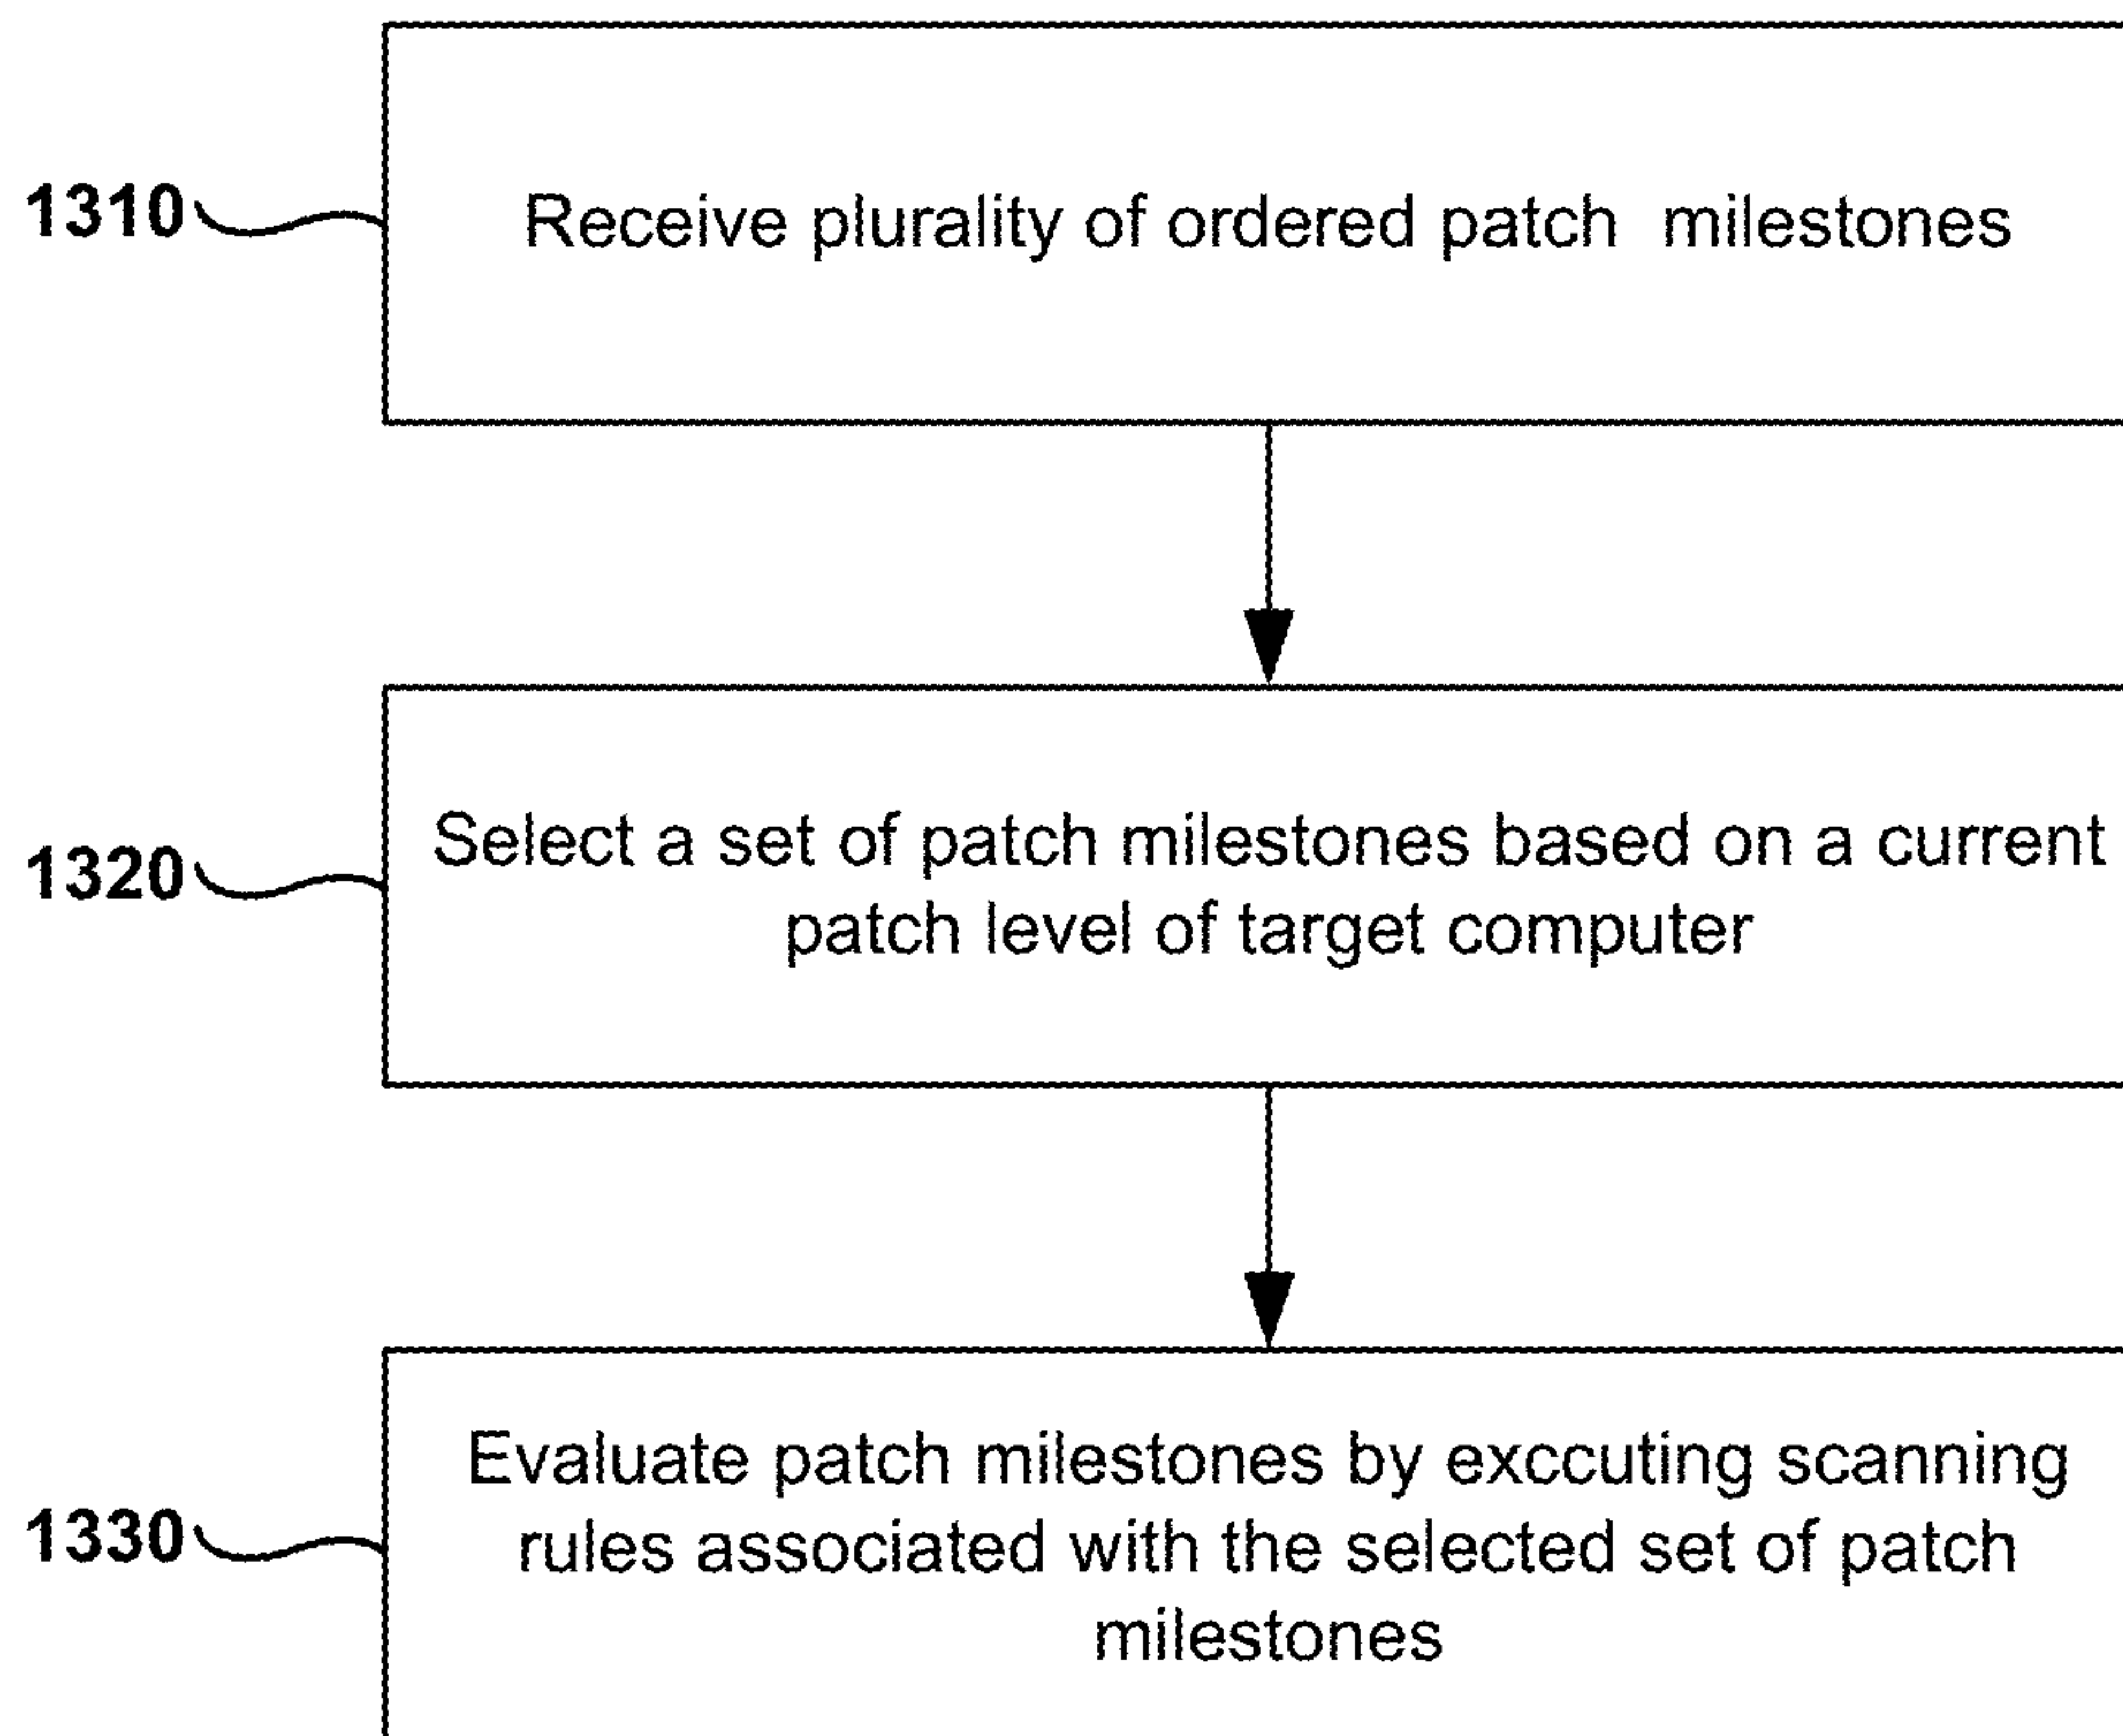 1310
Receive plurality of ordered patch milestones
1320
Select a set of patch milestones based on a current
patch level of target computer
1330
Evaluate patch milestones by exccuting scanning
rules associated with the selected set of patch
milestones